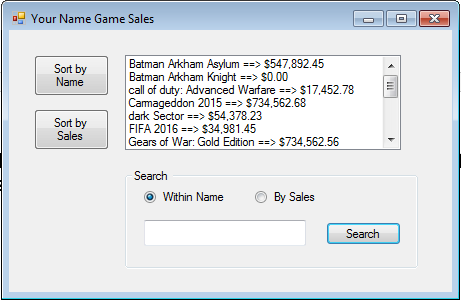 Your Name Game Sales
Sort by
Name
Sort by
Sales
Batman Arkham Asylum ==> $547,892.45
Batman Arkham Knight ==> $0.00
call of duty: Advanced Warfare ==> $17,452.78
Carmageddon 2015 ==> $734,562.68
dark Sector ==> $54,378.23
FIFA 2016 ==> $34,981.45
Gears of War: Gold Edition ==> $734,562.56
Search
Within Name
By Sales
Search